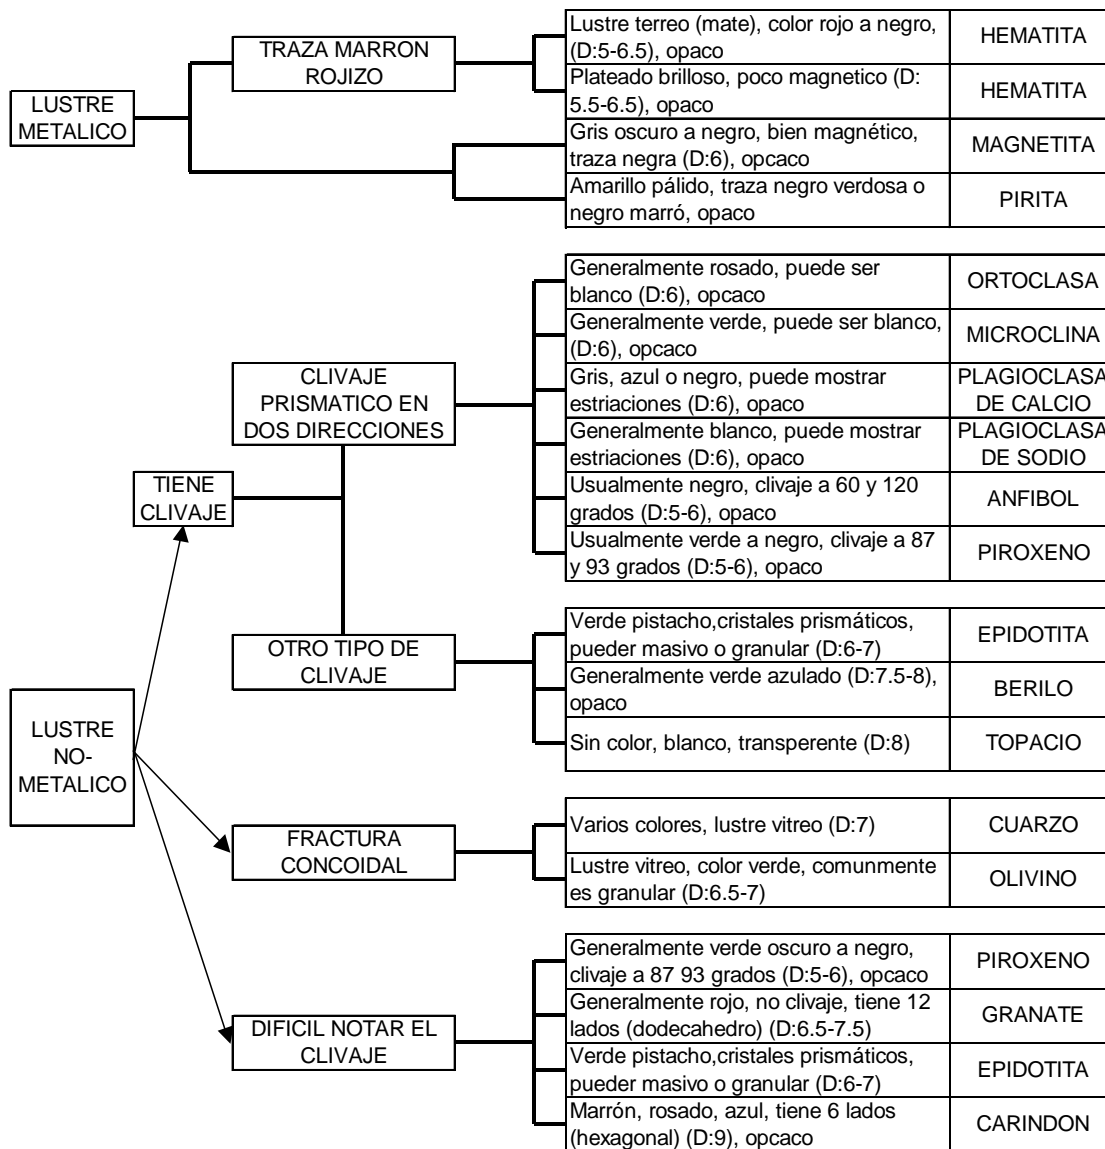 LUSTRE
METALICO
TRAZA MARRON
ROJIZO
Lustre terreo (mate), color rojo a negro,
(D:5-6.5), opaco
HEMATITA
Plateado brilloso, poco magnetico (D:
5.5-6.5), opaco
HEMATITA
Gris oscuro a negro, bien magnético,
traza negra (D:6), opcaco
MAGNETITA
Amarillo pálido, traza negro verdosa o
negro marró, opaco
PIRITA
LUSTRE
NO-
METALICO
TIENE
CLIVAJE
CLIVAJE
PRISMATICO EN
DOS DIRECCIONES
Generalmente rosado, puede ser
blanco (D:6), opcaco
ORTOCLASA
Generalmente verde, puede ser blanco,
(D:6), opcaco
MICROCLINA
Gris, azul o negro, puede mostrar
estriaciones (D:6), opaco
PLAGIOCLASA
DE CALCIO
Generalmente blanco, puede mostrar
estriaciones (D:6), opaco
PLAGIOCLASA
DE SODIO
Usualmente negro, clivaje a 60 y 120
grados (D:5-6), opaco
ANFIBOL
Usualmente verde a negro, clivaje a 87
y 93 grados (D:5-6), opaco
PIROXENO
OTRO TIPO DE
CLIVAJE
Verde pistacho,cristales prismáticos,
pueder masivo o granular (D:6-7)
EPIDOTITA
Generalmente verde azulado (D:7.5-8),
opaco
BERILO
Sin color, blanco, transperente (D:8)
TOPACIO
FRACTURA
CONCOIDAL
Varios colores, lustre vitreo (D:7)
CUARZO
Lustre vitreo, color verde, comunmente
es granular (D:6.5-7)
OLIVINO
DIFICIL NOTAR EL
CLIVAJE
Generalmente verde oscuro a negro,
clivaje a 87 93 grados (D:5-6), opcaco
PIROXENO
Generalmente rojo, no clivaje, tiene 12
lados (dodecahedro) (D:6.5-7.5)
GRANATE
Verde pistacho,cristales prismáticos,
pueder masivo o granular (D:6-7)
EPIDOTITA
Marrón, rosado, azul, tiene 6 lados
(hexagonal) (D:9), opcaco
CARINDON